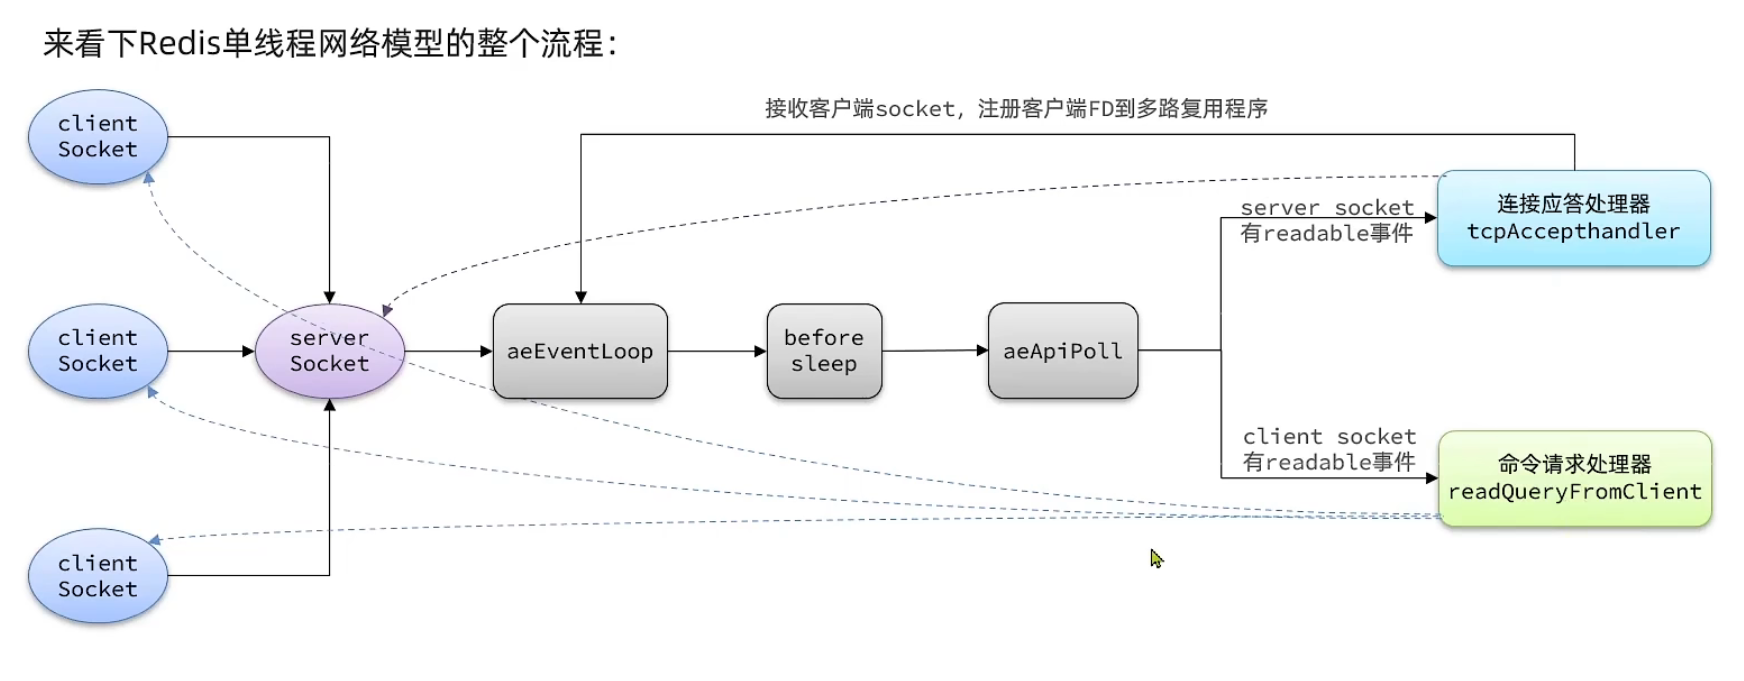 来看下Redis单线程网络模型的整个流程：
接收客户端socket，注册客户端FD到多路复用程序
client
Socket
server socket
有readable事件
连接应答处理器
tcpAccepthandler
client
Socket
server
Socket
aeEventLoop
before
sleep
aeApiPoll
client socket
有readable事件
命令请求处理器
readQueryFromClient
client
Socket